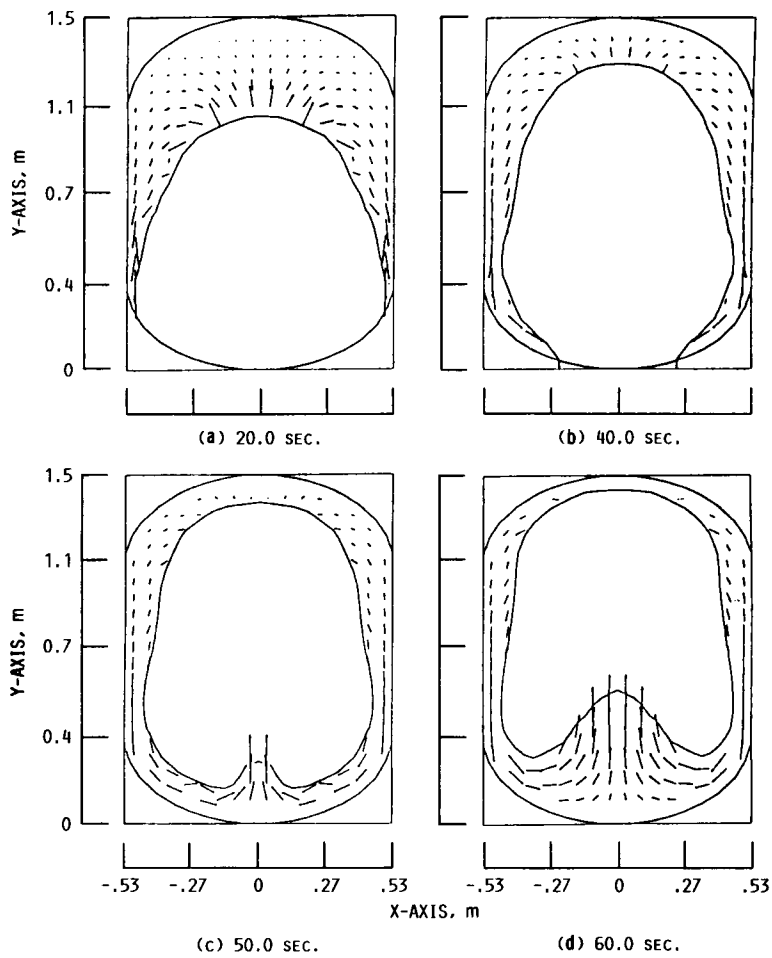 1.5
1.1
0.7
0.4
0
Y-AXIS, m
(a) 20.0 SEC.
(b) 40.0 SEC.
1.5
1.1
0.7
0.4
0
Y-AXIS, m
-.53 -.27 0 .27 .53
-.53 -.27 0 .27 .53
X-AXIS, m
(c) 50.0 SEC.
(d) 60.0 SEC.